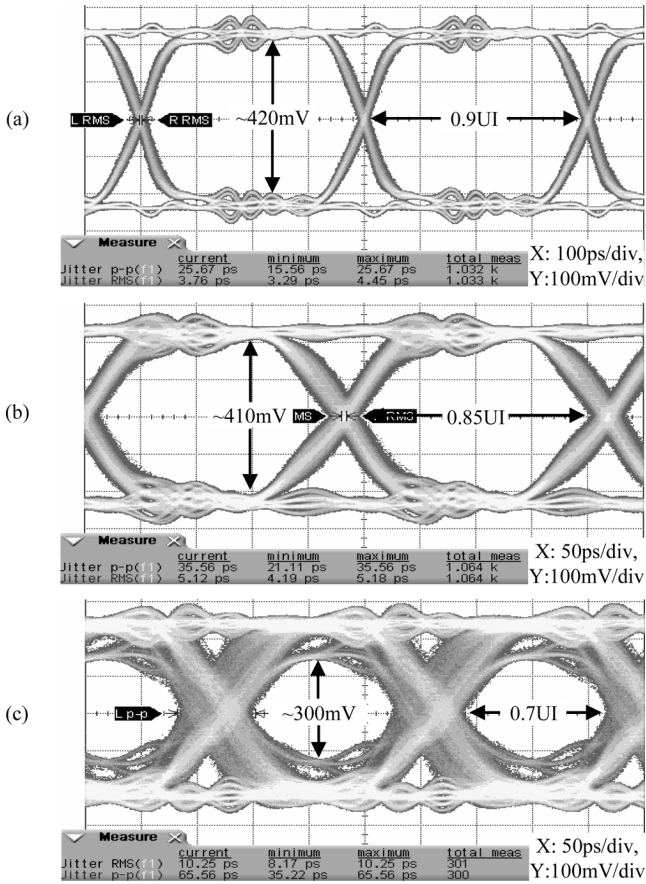 (a)
L RMS
R RMS
~420mV
0.9UI
Measure
current minimum maximum total meas
Jitter p-p(f1) 25.67 ps 15.56 ps 25.67 ps 1.032 k
Jitter RMS(f1) 3.76 ps 3.29 ps 4.45 ps 1.033 k
X: 100ps/div,
Y:100mV/div
(b)
~410mV
MS
RMS
0.85UI
Measure
current minimum maximum total meas
Jitter p-p(f1) 35.56 ps 21.11 ps 35.56 ps 1.064 k
Jitter RMS(f1) 5.12 ps 4.19 ps 5.18 ps 1.064 k
X: 50ps/div,
Y:100mV/div
(c)
L p-p
~300mV
0.7UI
Measure
current minimum maximum total meas
Jitter RMS(f1) 10.25 ps 8.17 ps 10.25 ps 301
Jitter p-p(f1) 65.56 ps 35.22 ps 65.56 ps 300
X: 50ps/div,
Y:100mV/div